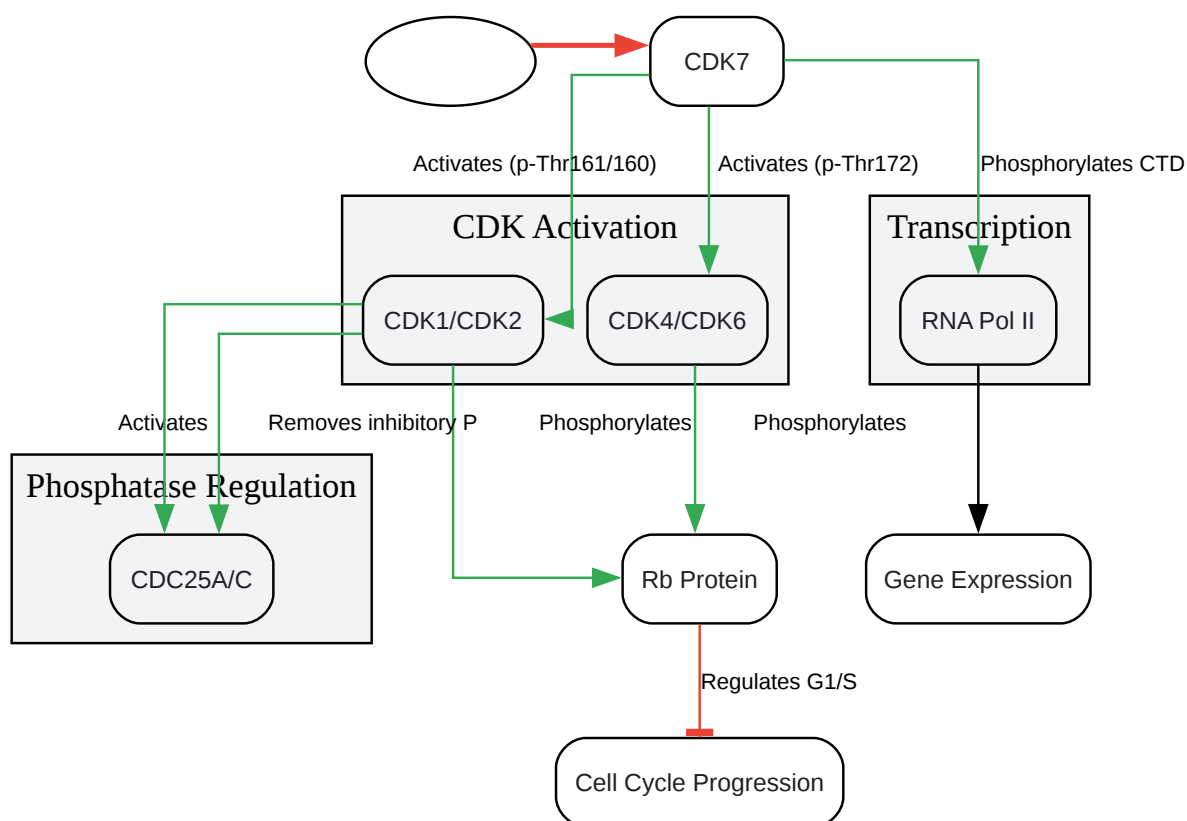 CDK7
Activates (p-Thr161/160)
Activates (p-Thr172)
Phosphorylates CTD
CDK Activation
Transcription
CDK1/CDK2
CDK4/CDK6
RNA Pol II
Activates
Removes inhibitory P
Phosphorylates
Phosphorylates
Phosphatase Regulation
CDC25A/C
Rb Protein
Gene Expression
Regulates G1/S
Cell Cycle Progression